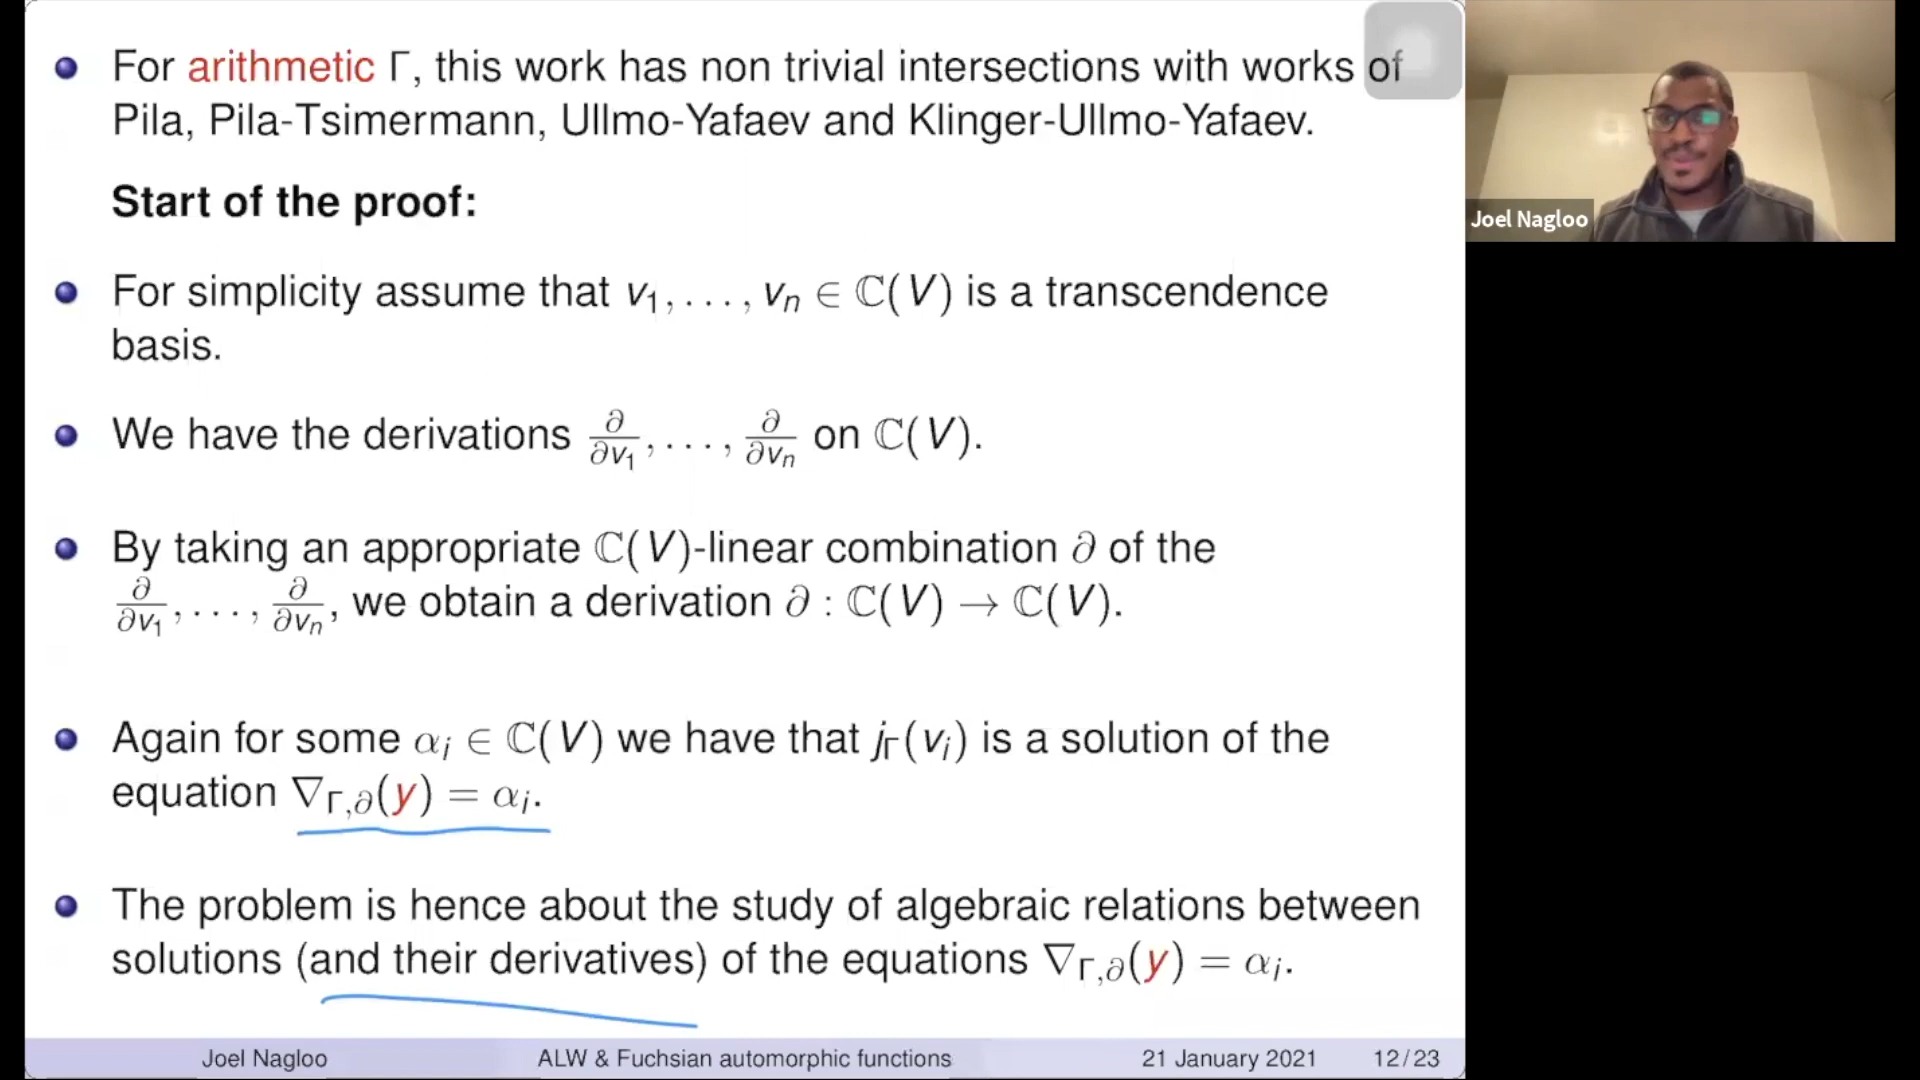 For arithmetic Γ, this work has non trivial intersections with works of
Pila, Pila-Tsimermann, Ullmo-Yafaev and Klinger-Ullmo-Yafaev.
Start of the proof:
For simplicity assume that v₁, . . . , vₙ ∈ ℂ(V) is a transcendence
basis.
We have the derivations ∂/∂v₁, . . . , ∂/∂vₙ on ℂ(V).
By taking an appropriate ℂ(V)-linear combination ∂ of the
∂/∂v₁, . . . , ∂/∂vₙ, we obtain a derivation ∂ : ℂ(V) → ℂ(V).
Again for some αᵢ ∈ ℂ(V) we have that j_Γ(vᵢ) is a solution of the
equation ∇_Γ,∂(y) = αᵢ.
The problem is hence about the study of algebraic relations between
solutions (and their derivatives) of the equations ∇_Γ,∂(y) = αᵢ.
Joel Nagloo ALW & Fuchsian automorphic functions 21 January 2021 12/23
Joel Nagloo